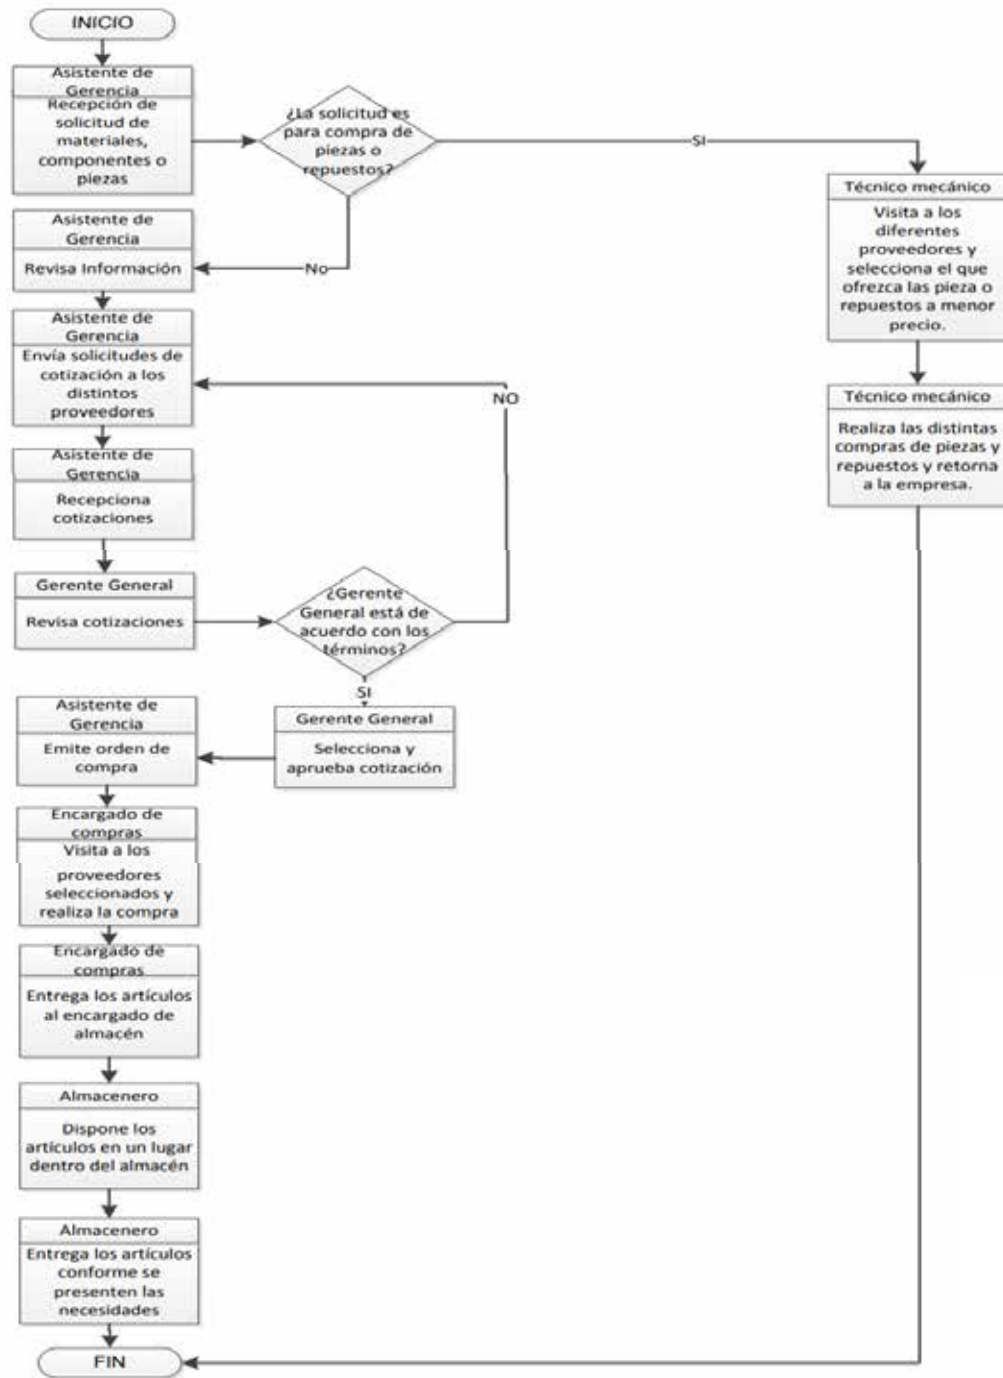 INICIO
Asistente de
Gerencia
Recepción de
solicitud de
materiales,
componentes o
piezas
¿La solicitud es
para compra de
piezas o
repuestos?
SI
No
Técnico mecánico
Visita a los
diferentes
proveedores y
selecciona el que
ofrezca las pieza o
repuestos a menor
precio.
Técnico mecánico
Realiza las distintas
compras de piezas y
repuestos y retorna
a la empresa.
Asistente de
Gerencia
Revisa Información
Asistente de
Gerencia
Envía solicitudes de
cotización a los
distintos
proveedores
NO
Asistente de
Gerencia
Recepciona
cotizaciones
Gerente General
Revisa cotizaciones
¿Gerente
General está de
acuerdo con los
términos?
SI
Gerente General
Selecciona y
aprueba cotización
Asistente de
Gerencia
Emite orden de
compra
Encargado de
compras
Visita a los
proveedores
seleccionados y
realiza la compra
Encargado de
compras
Entrega los artículos
al encargado de
almacén
Almacenero
Dispone los
artículos en un lugar
dentro del almacén
Almacenero
Entrega los artículos
conforme se
presenten las
necesidades
FIN